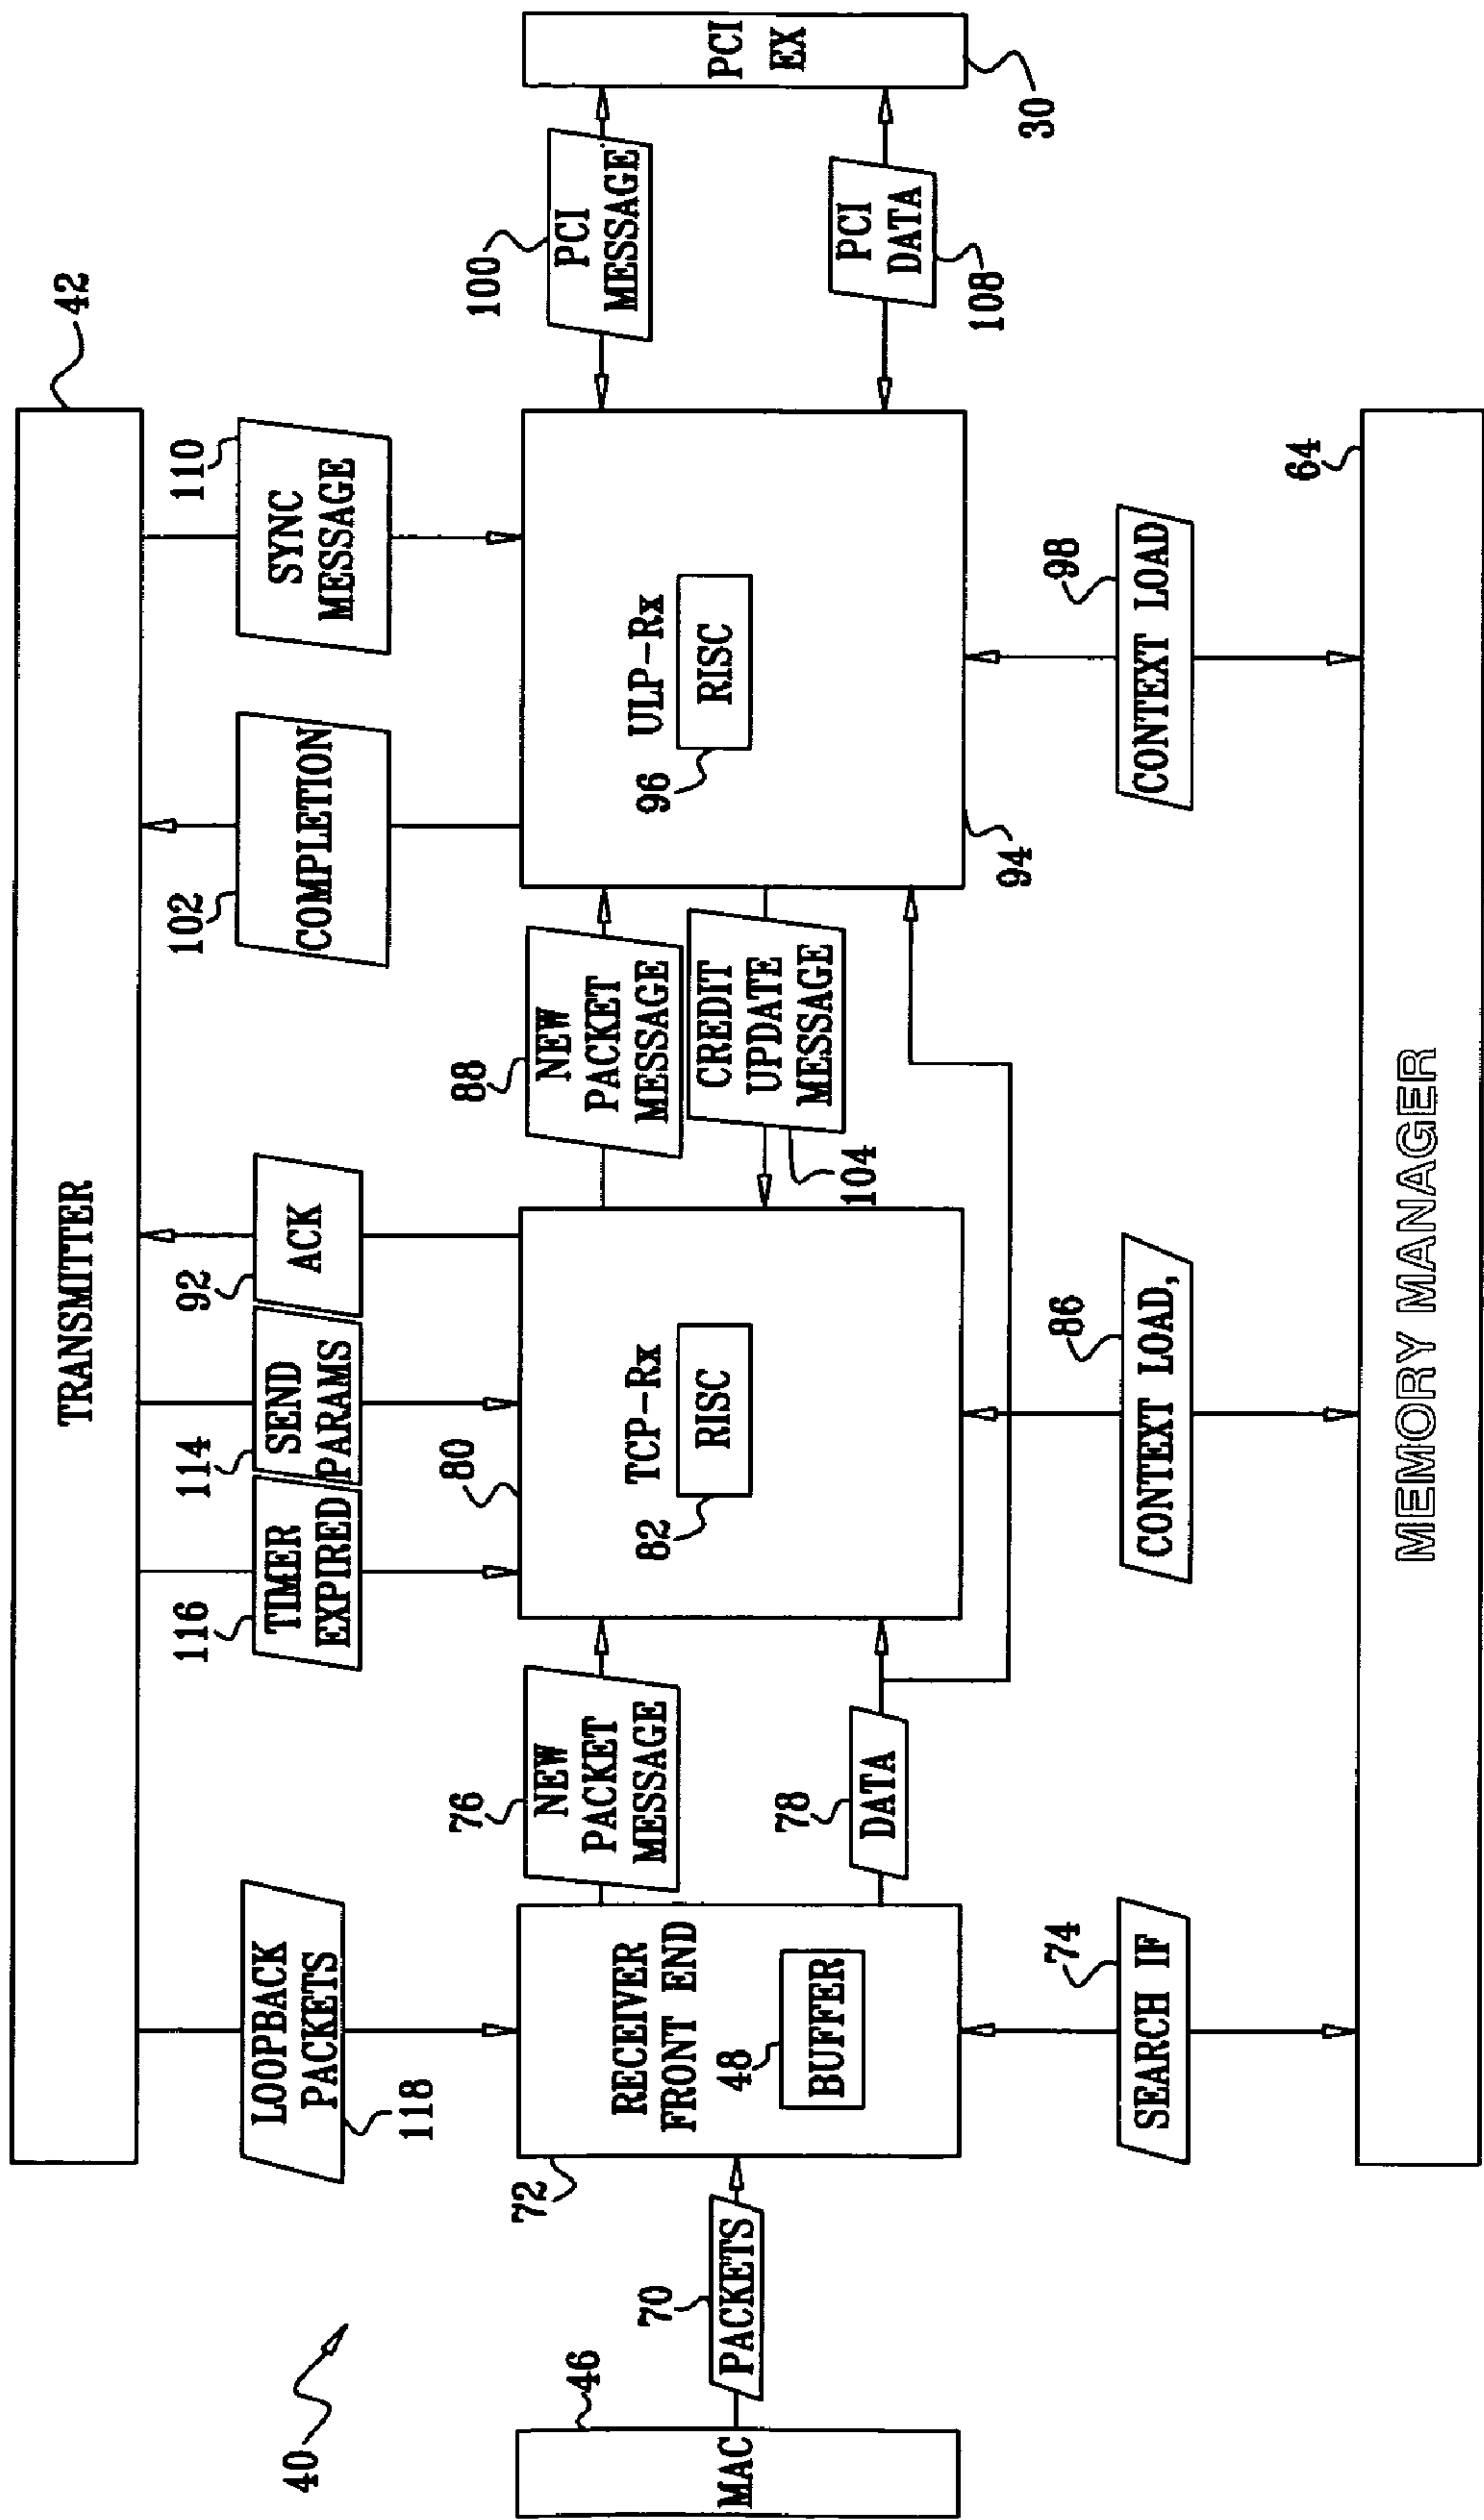 42
TRANSMITTER
118
LOOPBACK
PACKETS
116
TIMER
EXPIRED
114
SEND
PARAMS
92
ACK
102
COMPLETION
110
SYNC
MESSAGE
40
46
MAC
70
PACKETS
72
RECEIVER
FRONT END
48
BUFFER
76
NEW
PACKET
MESSAGE
78
DATA
80
TCP-Rx
82
RISC
88
NEW
PACKET
MESSAGE
CREDIT
UPDATE
MESSAGE
104
ULP-Rx
96
RISC
94
100
PCI
MESSAGE
PCI
DATA
108
PCI
EX
30
74
SEARCH IF
86
CONTEXT LOAD,
98
CONTEXT LOAD
64
MEMORY MANAGER